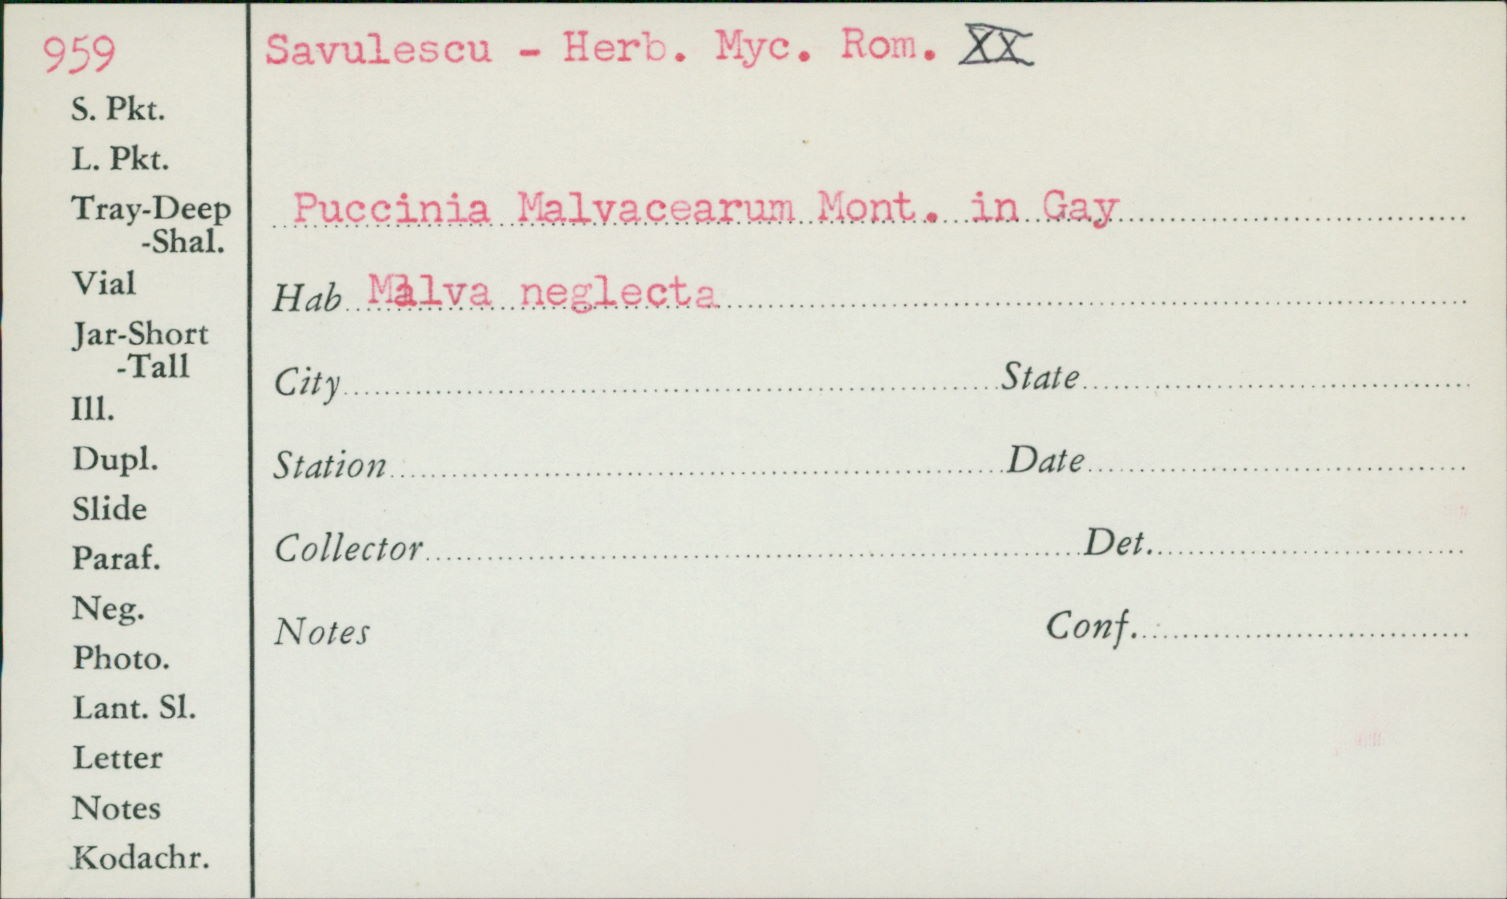 959
Savulescu - Herb. Myc. Rom. XX
S. Pkt.
L. Pkt.
Tray-Deep
-Shal.
Vial
Jar-Short
-Tall
Ill.
Dupl.
Slide
Paraf.
Neg.
Photo.
Lant. Sl.
Letter
Notes
Kodachr.
Puccinia Malvacearum Mont. in Gay
Hab Malva neglecta
City State
Station Date
Collector Det.
Notes Conf.